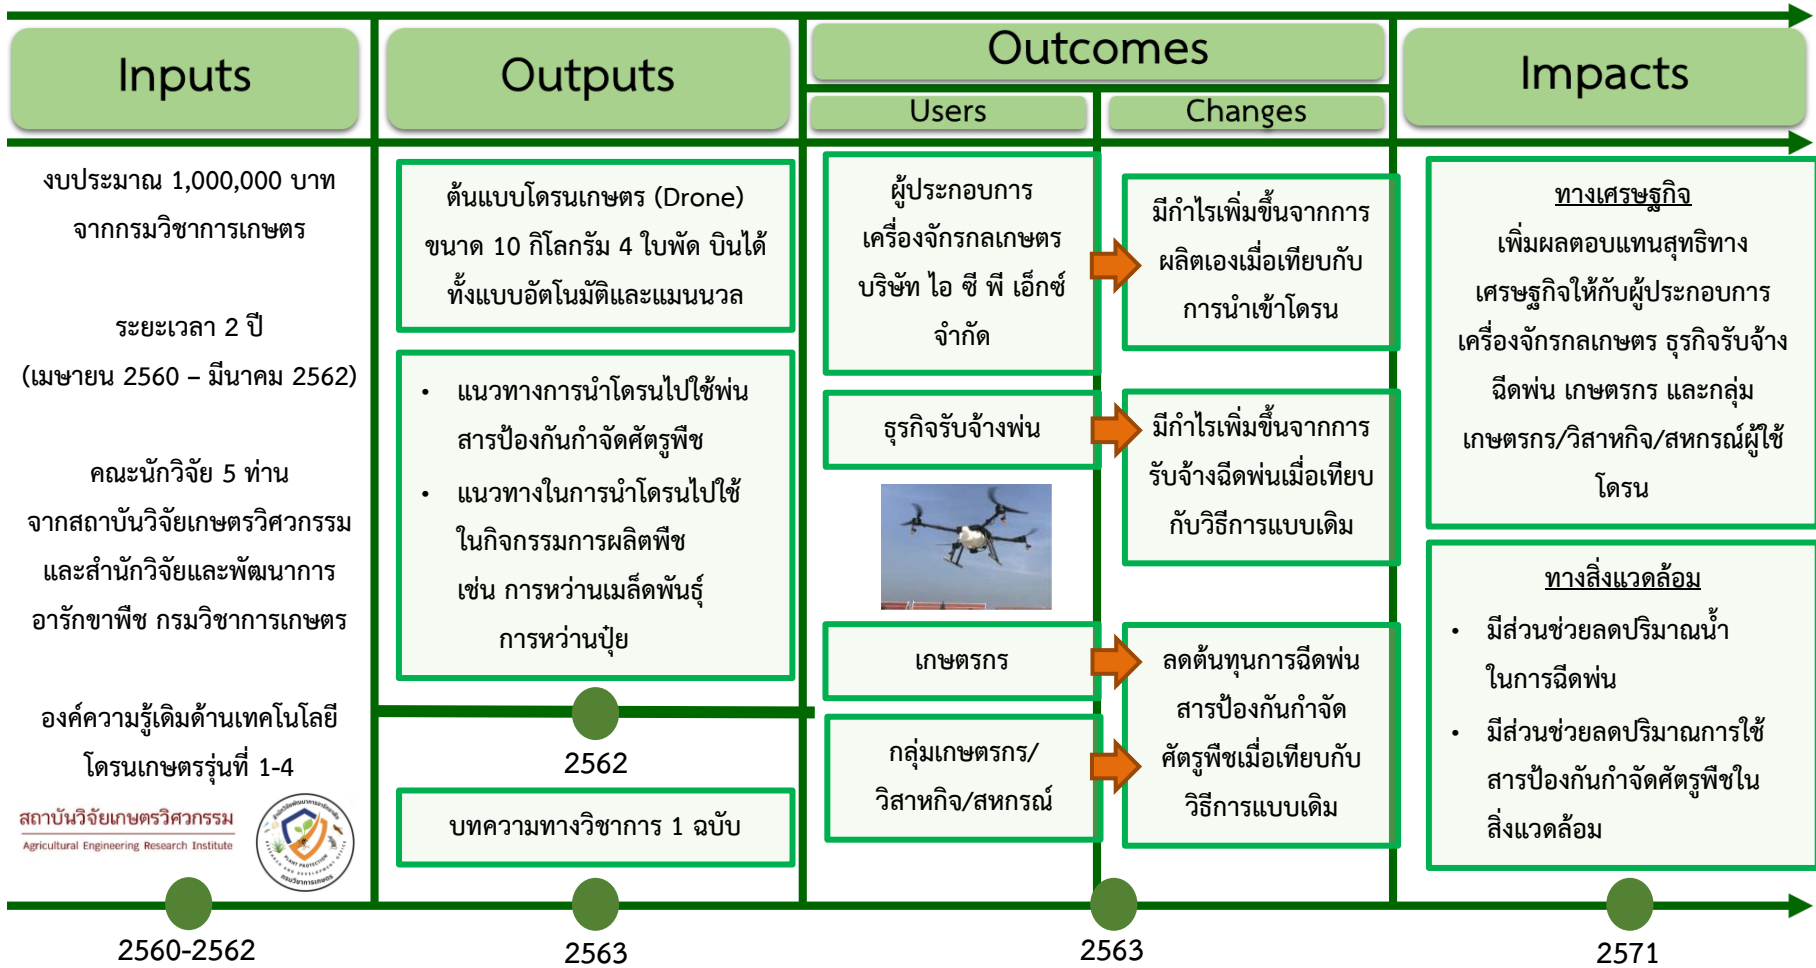 Inputs
Outputs
Outcomes
Users
Changes
Impacts
งบประมาณ 1,000,000 บาท
จากกรมวิชาการเกษตร
ระยะเวลา 2 ปี
(เมษายน 2560 – มีนาคม 2562)
คณะนักวิจัย 5 ท่าน
จากสถาบันวิจัยเกษตรวิศวกรรม
และสำนักวิจัยและพัฒนาการ
อารักขาพืช กรมวิชาการเกษตร
องค์ความรู้เดิมด้านเทคโนโลยี
โดรนเกษตรรุ่นที่ 1-4
สถาบันวิจัยเกษตรวิศวกรรม
Agricultural Engineering Research Institute
PLANT PROTECTION
กรมวิชาการเกษตร
2560-2562
ต้นแบบโดรนเกษตร (Drone)
ขนาด 10 กิโลกรัม 4 ใบพัด บินได้
ทั้งแบบอัตโนมัติและแมนนวล
• แนวทางการนำโดรนไปใช้พ่น
สารป้องกันกำจัดศัตรูพืช
• แนวทางในการนำโดรนไปใช้
ในกิจกรรมการผลิตพืช
เช่น การหว่านเมล็ดพันธุ์
การหว่านปุ๋ย
2562
บทความทางวิชาการ 1 ฉบับ
2563
ผู้ประกอบการ
เครื่องจักรกลเกษตร
บริษัท ไอ ซี พี เอ็กซ์
จำกัด
ธุรกิจรับจ้างพ่น
เกษตรกร
กลุ่มเกษตรกร/
วิสาหกิจ/สหกรณ์
มีกำไรเพิ่มขึ้นจากการ
ผลิตเองเมื่อเทียบกับ
การนำเข้าโดรน
มีกำไรเพิ่มขึ้นจากการ
รับจ้างฉีดพ่นเมื่อเทียบ
กับวิธีการแบบเดิม
ลดต้นทุนการฉีดพ่น
สารป้องกันกำจัด
ศัตรูพืชเมื่อเทียบกับ
วิธีการแบบเดิม
2563
ทางเศรษฐกิจ
เพิ่มผลตอบแทนสุทธิทาง
เศรษฐกิจให้กับผู้ประกอบการ
เครื่องจักรกลเกษตร ธุรกิจรับจ้าง
ฉีดพ่น เกษตรกร และกลุ่ม
เกษตรกร/วิสาหกิจ/สหกรณ์ผู้ใช้
โดรน
ทางสิ่งแวดล้อม
• มีส่วนช่วยลดปริมาณน้ำ
ในการฉีดพ่น
• มีส่วนช่วยลดปริมาณการใช้
สารป้องกันกำจัดศัตรูพืชใน
สิ่งแวดล้อม
2571